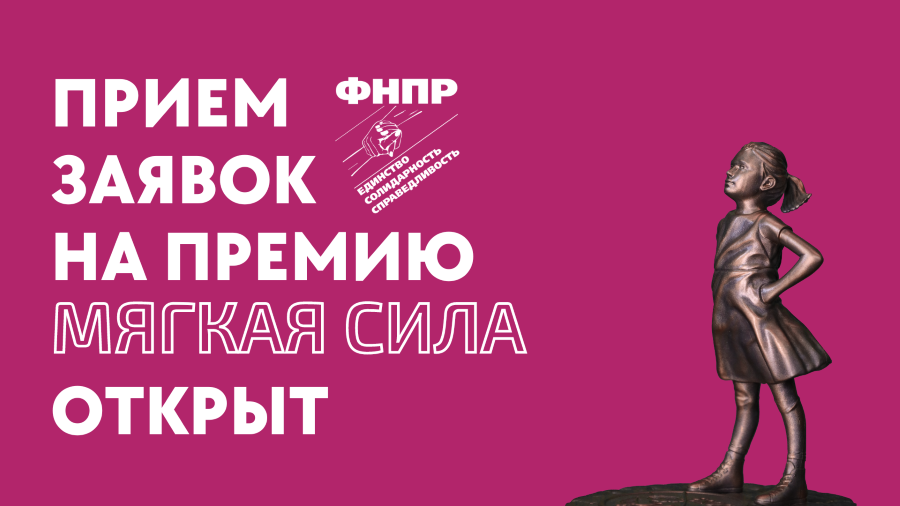 ПРИЕМ
ЗАЯВОК
НА ПРЕМИЮ
МЯГКАЯ СИЛА
ОТКРЫТ
ФНПР
ЕДИНСТВО
СОЛИДАРНОСТЬ
СПРАВЕДЛИВОСТЬ